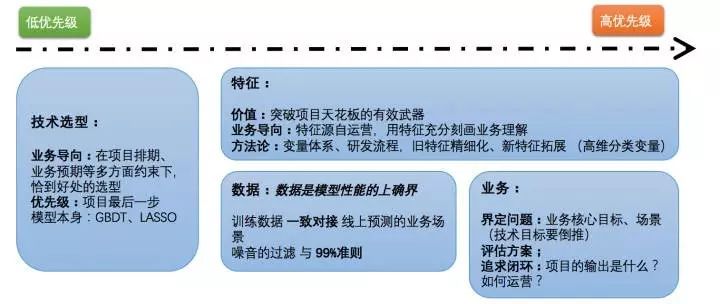 低优先级
高优先级
技术选型：
业务导向：在项目排期、
业务预期等多方面约束下，
恰到好处的选型
优先级：项目最后一步
模型本身：GBDT、LASSO
特征：
价值：突破项目天花板的有效武器
业务导向：特征源自运营，用特征充分刻画业务理解
方法论：变量体系、研发流程，旧特征精细化、新特征拓展 （高维分类变量）
数据：数据是模型性能的上确界
训练数据 一致对接 线上预测的业务场
景
噪音的过滤 与 99%准则
业务：
界定问题：业务核心目标、场景
（技术目标要倒推）
评估方案；
追求闭环：项目的输出是什么？
如何运营？